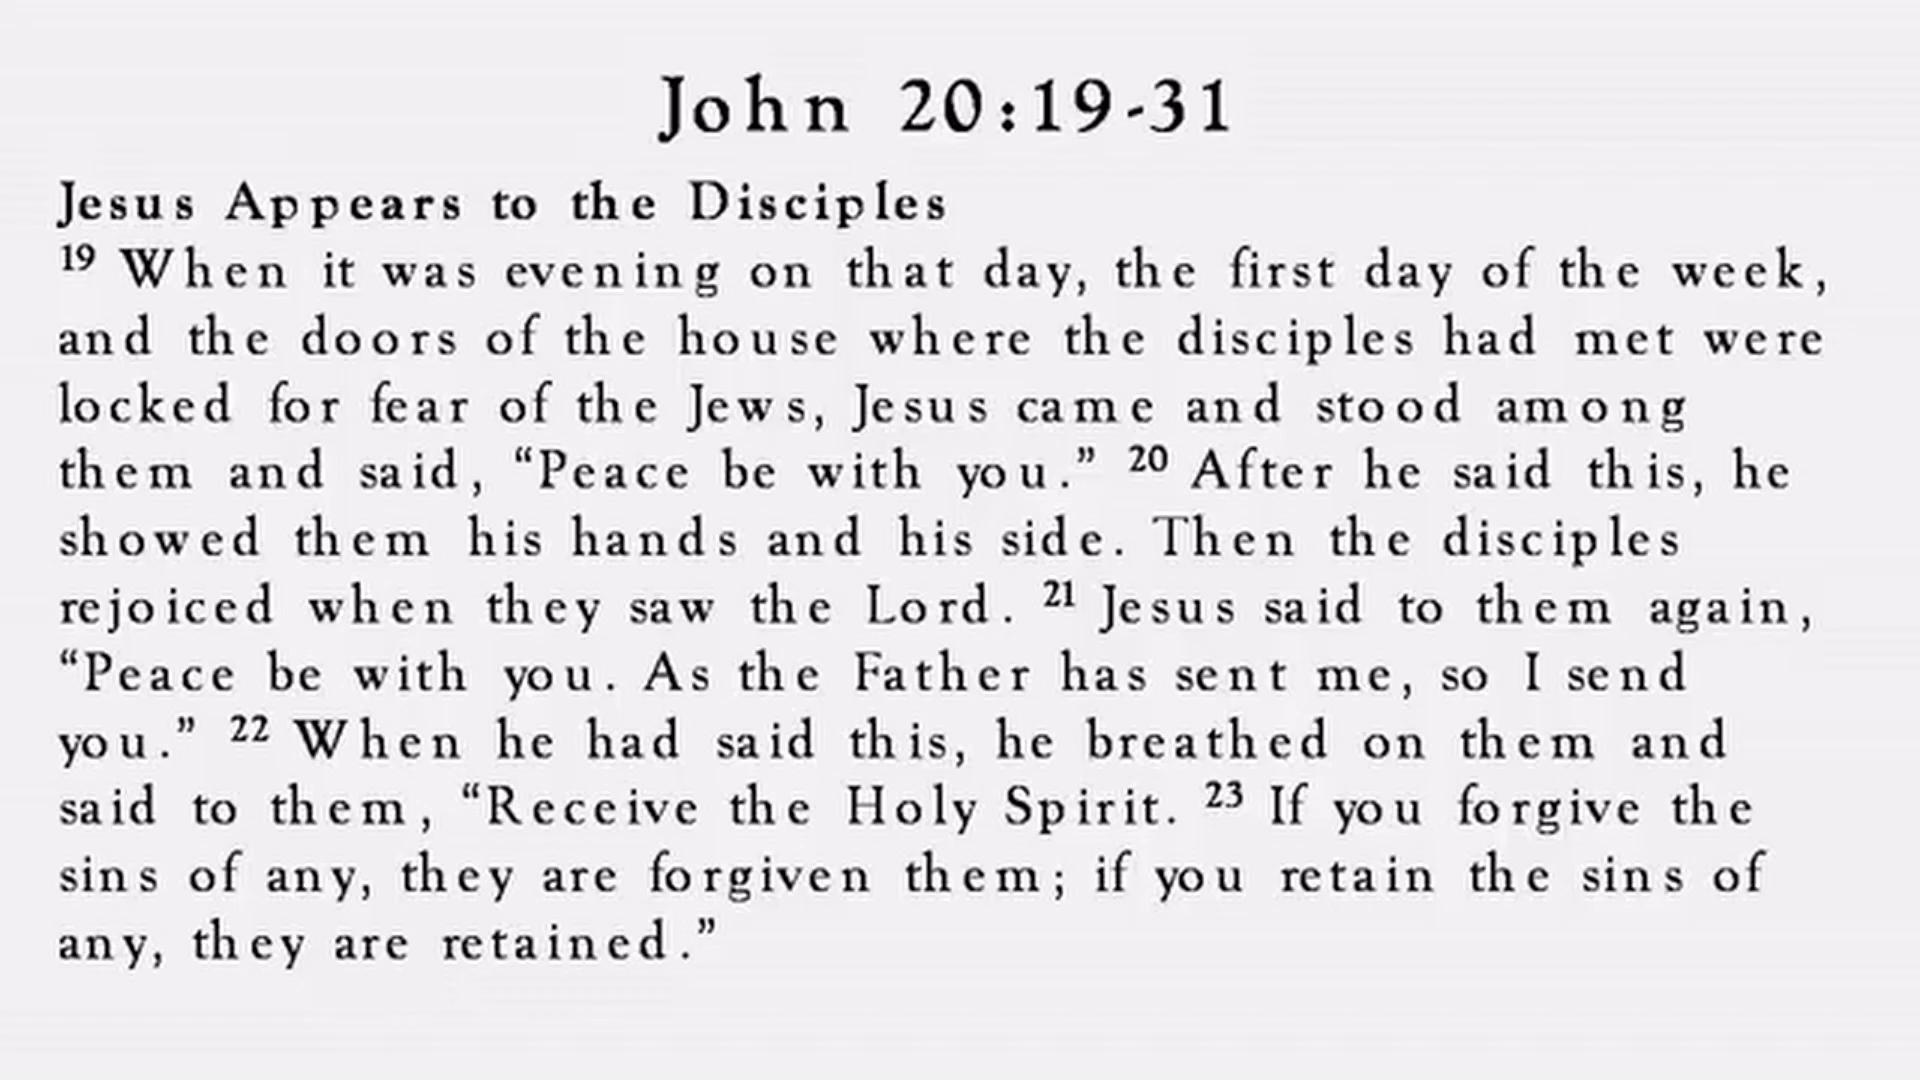 John 20:19-31
Jesus Appears to the Disciples
19 When it was evening on that day, the first day of the week,
and the doors of the house where the disciples had met were
locked for fear of the Jews, Jesus came and stood among
them and said, “Peace be with you.” 20 After he said this, he
showed them his hands and his side. Then the disciples
rejoiced when they saw the Lord. 21 Jesus said to them again,
“Peace be with you. As the Father has sent me, so I send
you.” 22 When he had said this, he breathed on them and
said to them, “Receive the Holy Spirit. 23 If you forgive the
sins of any, they are forgiven them; if you retain the sins of
any, they are retained.”